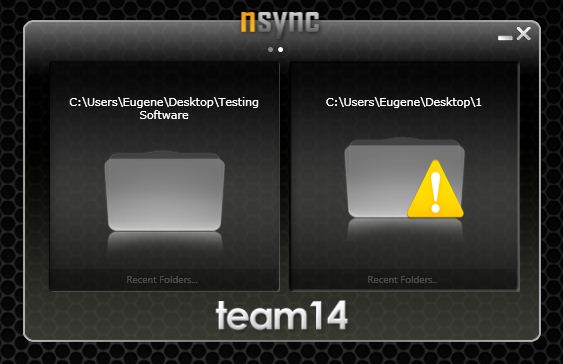 nsync
C:\Users\Eugene\Desktop\Testing
Software
C:\Users\Eugene\Desktop\1
Recent Folders...
Recent Folders..
team14